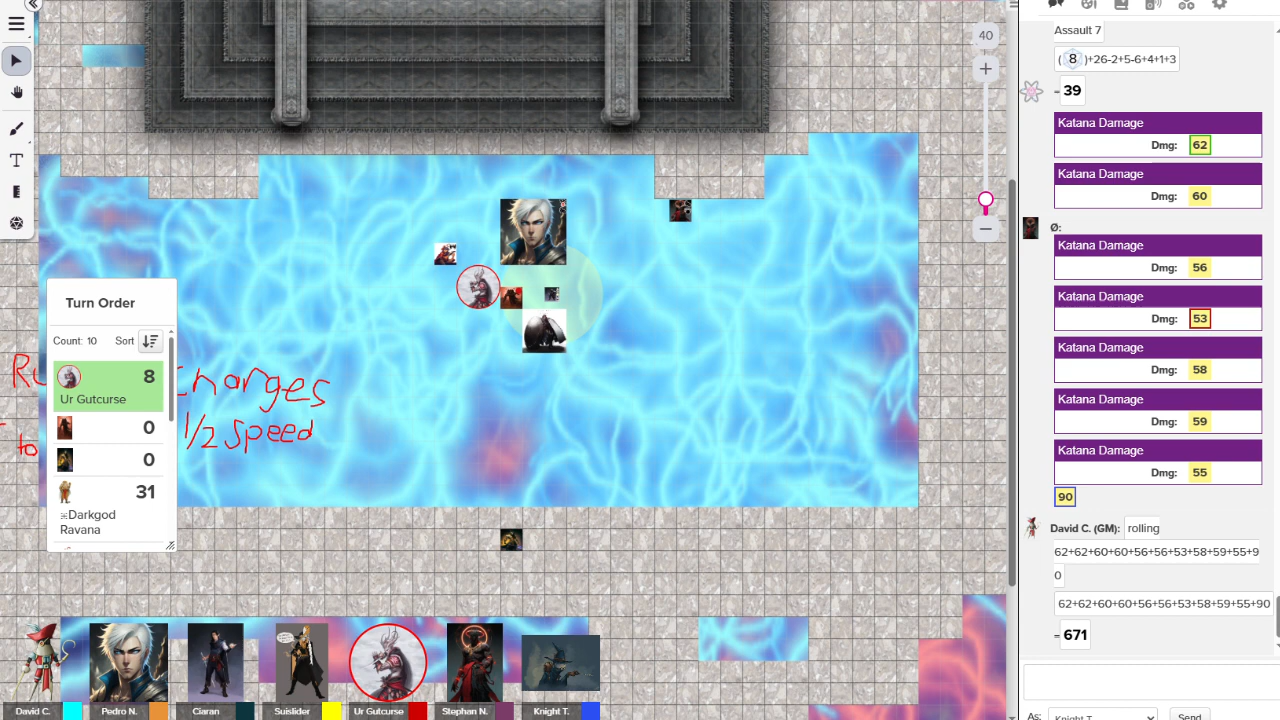 40
Turn Order
Count: 10 Sort
8
Ur Gutcurse
0
0
31
Darkgod
Ravana
Charges
to 1/2 Speed
David C.
Pedro N.
Ciaran
Suislider
Ur Gutcurse
Stephan N.
Knight T.
Assault 7
(8)+26-2+5-6+4+1+3
=39
Katana Damage
Dmg: 62
Katana Damage
Dmg: 60
Ø:
Katana Damage
Dmg: 56
Katana Damage
Dmg: 53
Katana Damage
Dmg: 58
Katana Damage
Dmg: 59
Katana Damage
Dmg: 55
90
David C. (GM): rolling
62+62+60+60+56+56+53+58+59+55+9
0
62+62+60+60+56+56+53+58+59+55+90
=671
As: Knight T. Send